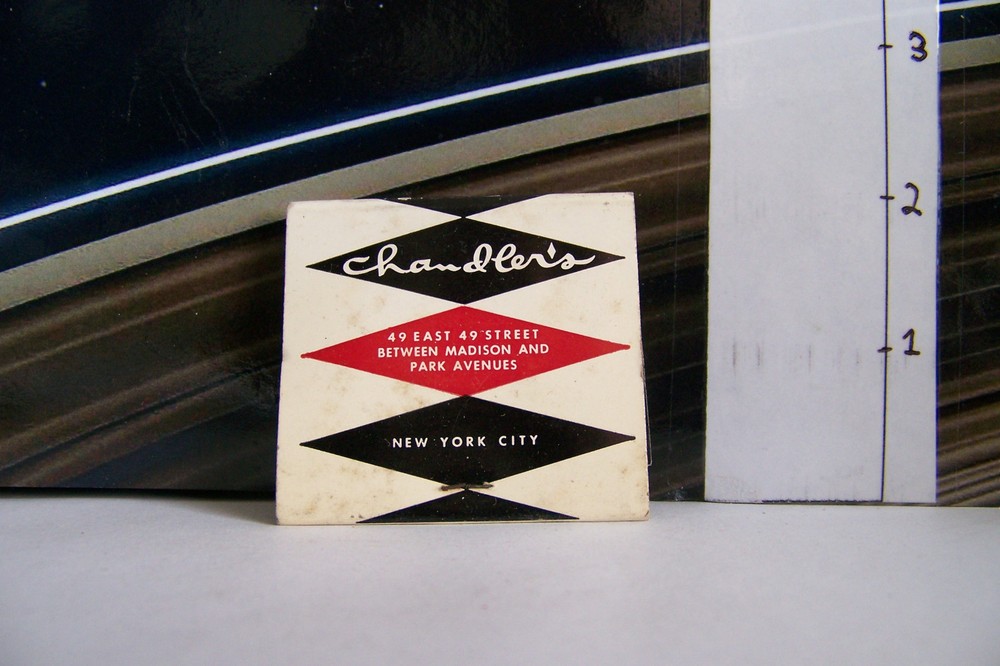 chandler's
49 EAST 49 STREET
BETWEEN MADISON AND
PARK AVENUES
NEW YORK CITY
3
2
1